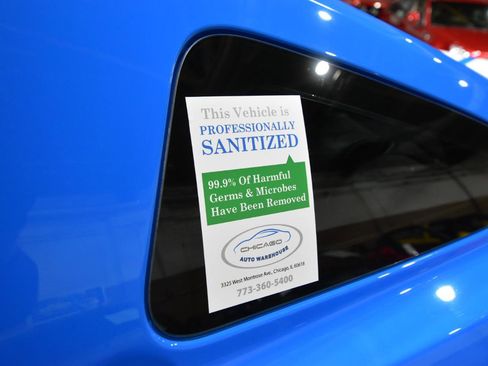 This Vehicle is
PROFESSIONALLY
SANITIZED
99.9% Of Harmful
Germs & Microbes
Have Been Removed
CHICAGO
AUTO WAREHOUSE
3325 West Montrose Ave., Chicago, IL 60618
773-360-5400